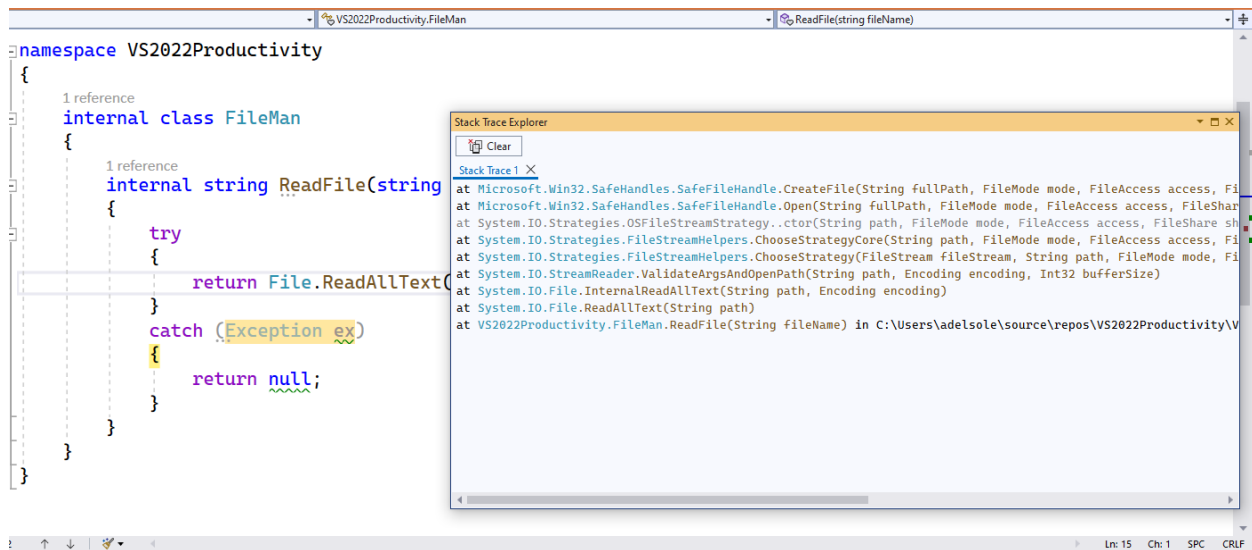 VS2022Productivity.FileMan
ReadFile(string fileName)
namespace VS2022Productivity
{
1 reference
internal class FileMan
{
1 reference
internal string ReadFile(string
{
try
{
return File.ReadAllText(
}
catch (Exception ex)
{
return null;
}
}
}
}
Stack Trace Explorer
Clear
Stack Trace 1
at Microsoft.Win32.SafeHandles.SafeFileHandle.CreateFile(String fullPath, FileMode mode, FileAccess access, Fi
at Microsoft.Win32.SafeHandles.SafeFileHandle.Open(String fullPath, FileMode mode, FileAccess access, FileShar
at System.IO.Strategies.OSFileStreamStrategy..ctor(String path, FileMode mode, FileAccess access, FileShare sh
at System.IO.Strategies.FileStreamHelpers.ChooseStrategyCore(String path, FileMode mode, FileAccess access, Fi
at System.IO.Strategies.FileStreamHelpers.ChooseStrategy(FileStream fileStream, String path, FileMode mode, Fi
at System.IO.StreamReader.ValidateArgsAndOpenPath(String path, Encoding encoding, Int32 bufferSize)
at System.IO.File.InternalReadAllText(String path, Encoding encoding)
at System.IO.File.ReadAllText(String path)
at VS2022Productivity.FileMan.ReadFile(String fileName) in C:\Users\adelsole\source\repos\VS2022Productivity\V
Ln: 15 Ch: 1 SPC CRLF